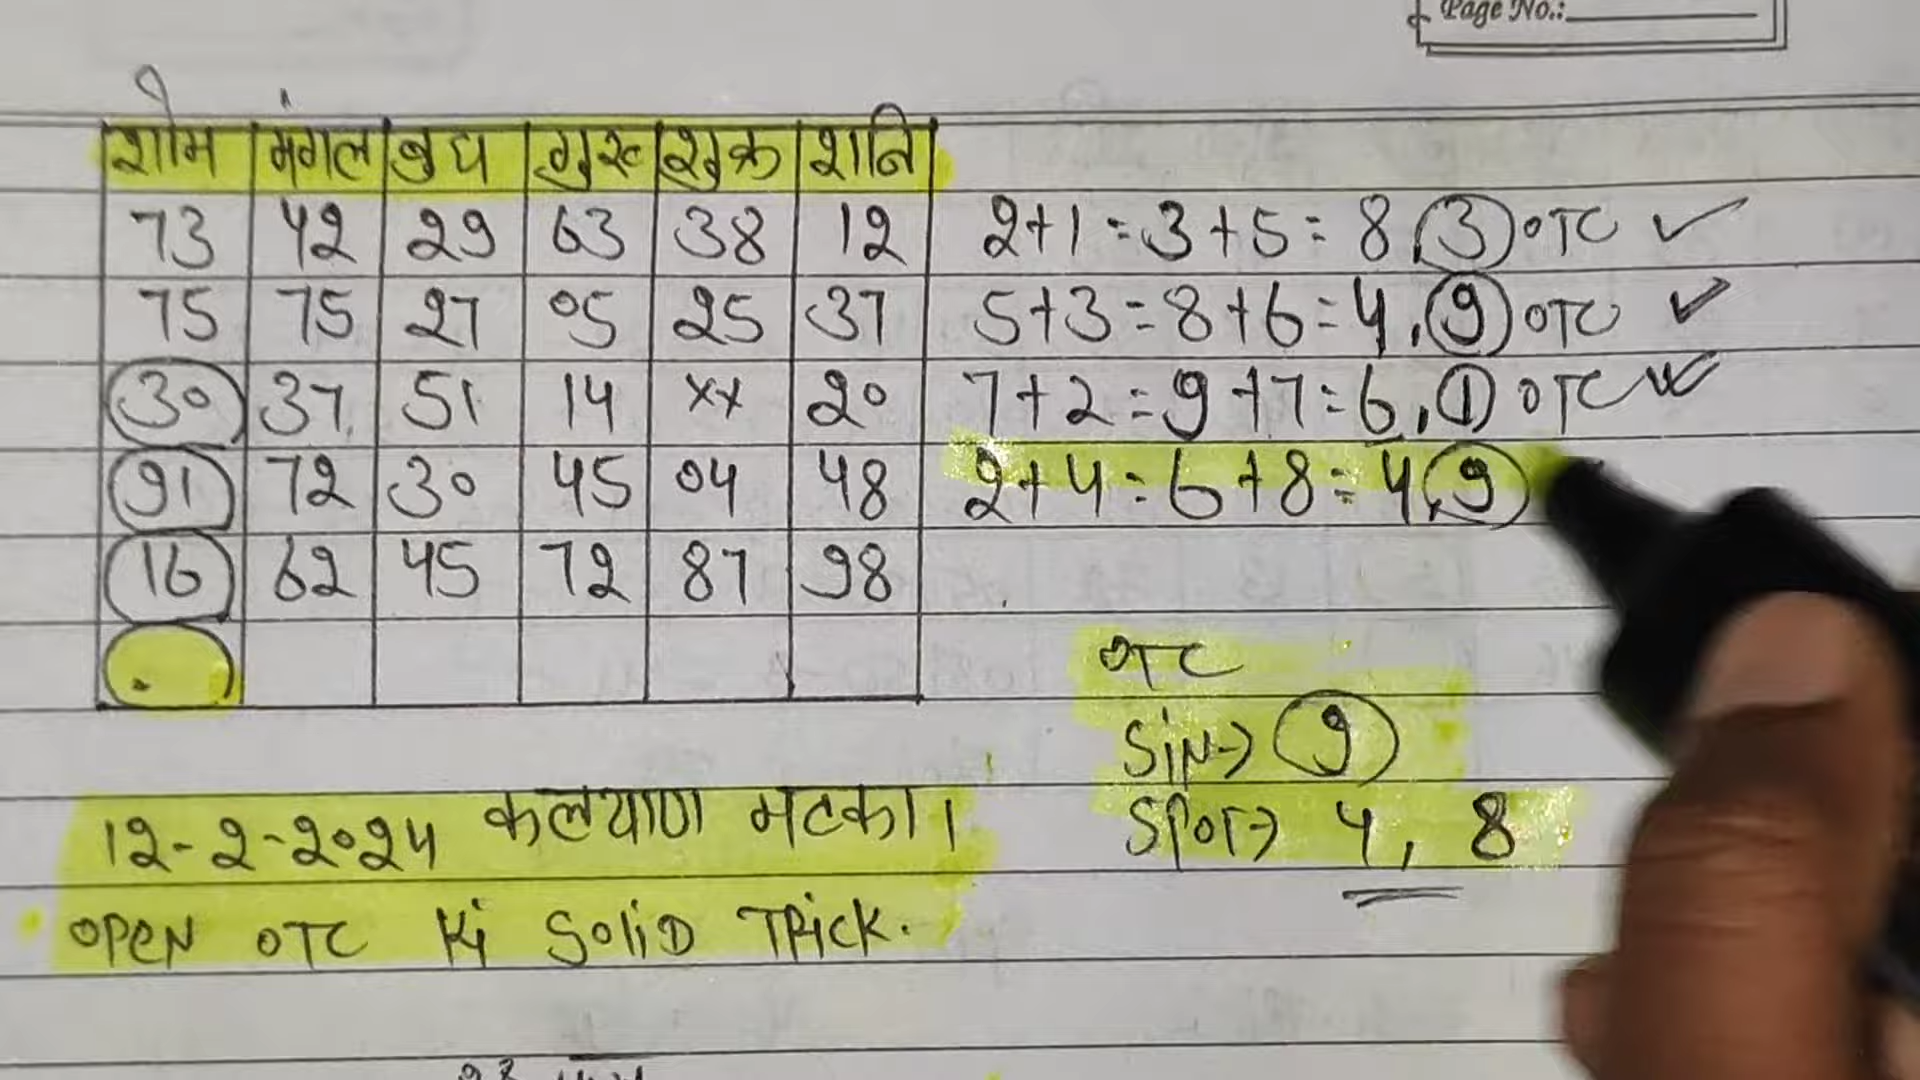 Page No.:
शोम मंगल बुध गुरु शुक्र शनि
73 42 29 63 38 12 2+1=3+5=8,3 OTC ✓
75 75 27 05 25 37 5+3=8+6=4,9 OTC ✓
30 37 51 14 xx 20 7+2=9+7=6,1 OTC ✓
91 72 30 45 04 48 2+4=6+8=4,9
16 62 45 72 87 98
OTC
SiN→ 9
SPOT→ 4, 8
12-2-2024 कल्याण मटका।
OPEN OTC Ki SoliD TRiCK.